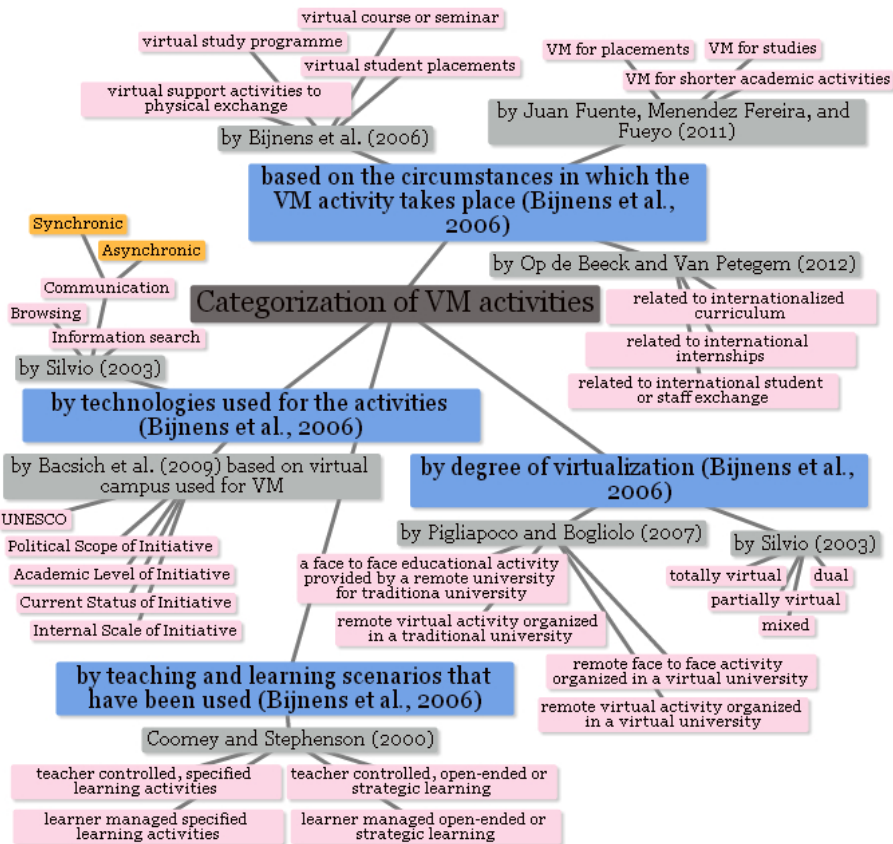 virtual course or seminar
virtual study programme
virtual student placements
virtual support activities to
physical exchange
by Bijnens et al. (2006)
VM for placements
VM for studies
VM for shorter academic activities
by Juan Fuente, Menendez Fereira, and
Fueyo (2011)
based on the circumstances in which the
VM activity takes place (Bijnens et al.,
2006)
by Op de Beeck and Van Petegem (2012)
related to internationalized
curriculum
related to international
internships
related to international student
or staff exchange
Categorization of VM activities
Synchronic
Asynchronic
Communication
Browsing
Information search
by Silvio (2003)
by technologies used for the activities
(Bijnens et al., 2006)
by Bacsich et al. (2009) based on virtual
campus used for VM
UNESCO
Political Scope of Initiative
Academic Level of Initiative
Current Status of Initiative
Internal Scale of Initiative
by degree of virtualization (Bijnens et al.,
2006)
by Pigliapoco and Bogliolo (2007)
a face to face educational activity
provided by a remote university
for traditiona university
remote virtual activity organized
in a traditional university
remote face to face activity
organized in a virtual university
remote virtual activity organized
in a virtual university
by Silvio (2003)
totally virtual
dual
partially virtual
mixed
by teaching and learning scenarios that
have been used (Bijnens et al., 2006)
Coomey and Stephenson (2000)
teacher controlled, specified
learning activities
teacher controlled, open-ended or
strategic learning
learner managed specified
learning activities
learner managed open-ended or
strategic learning